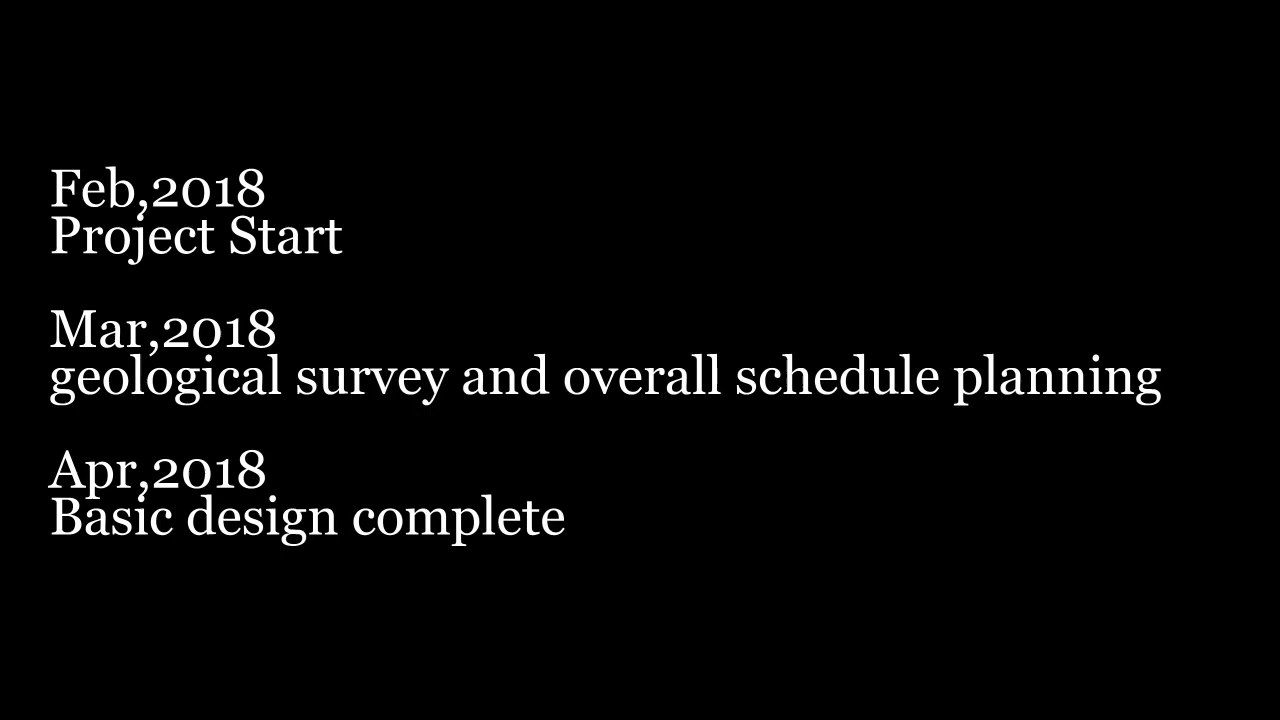 Feb,2018
Project Start
Mar,2018
geological survey and overall schedule planning
Apr,2018
Basic design complete